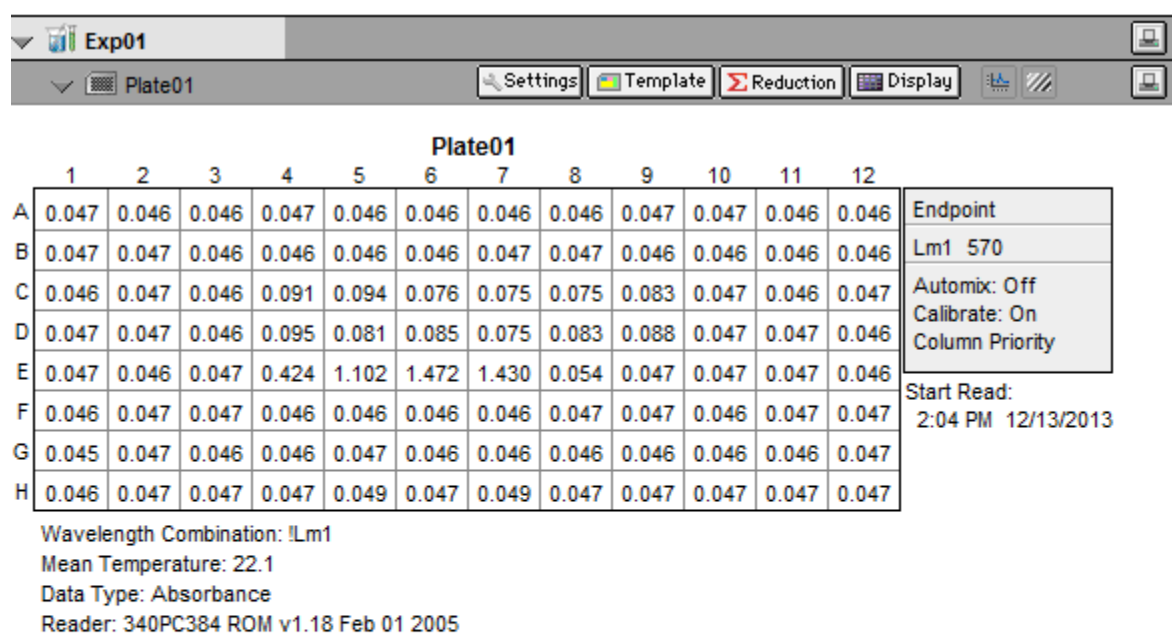 Exp01
Plate01 Settings Template Reduction Display
Plate01
1 2 3 4 5 6 7 8 9 10 11 12
A 0.047 0.046 0.046 0.047 0.046 0.046 0.046 0.046 0.047 0.047 0.046 0.046
B 0.047 0.047 0.046 0.046 0.046 0.046 0.047 0.047 0.046 0.046 0.046 0.046
C 0.046 0.047 0.046 0.091 0.094 0.076 0.075 0.075 0.083 0.047 0.046 0.047
D 0.047 0.047 0.046 0.095 0.081 0.085 0.075 0.083 0.088 0.047 0.047 0.046
E 0.047 0.046 0.047 0.424 1.102 1.472 1.430 0.054 0.047 0.047 0.047 0.046
F 0.046 0.047 0.047 0.046 0.046 0.046 0.046 0.047 0.047 0.046 0.047 0.047
G 0.045 0.047 0.046 0.046 0.047 0.046 0.046 0.046 0.046 0.046 0.046 0.047
H 0.046 0.047 0.047 0.047 0.049 0.047 0.049 0.047 0.047 0.047 0.047 0.047
Endpoint
Lm1 570
Automix: Off
Calibrate: On
Column Priority
Start Read:
2:04 PM 12/13/2013
Wavelength Combination: !Lm1
Mean Temperature: 22.1
Data Type: Absorbance
Reader: 340PC384 ROM v1.18 Feb 01 2005